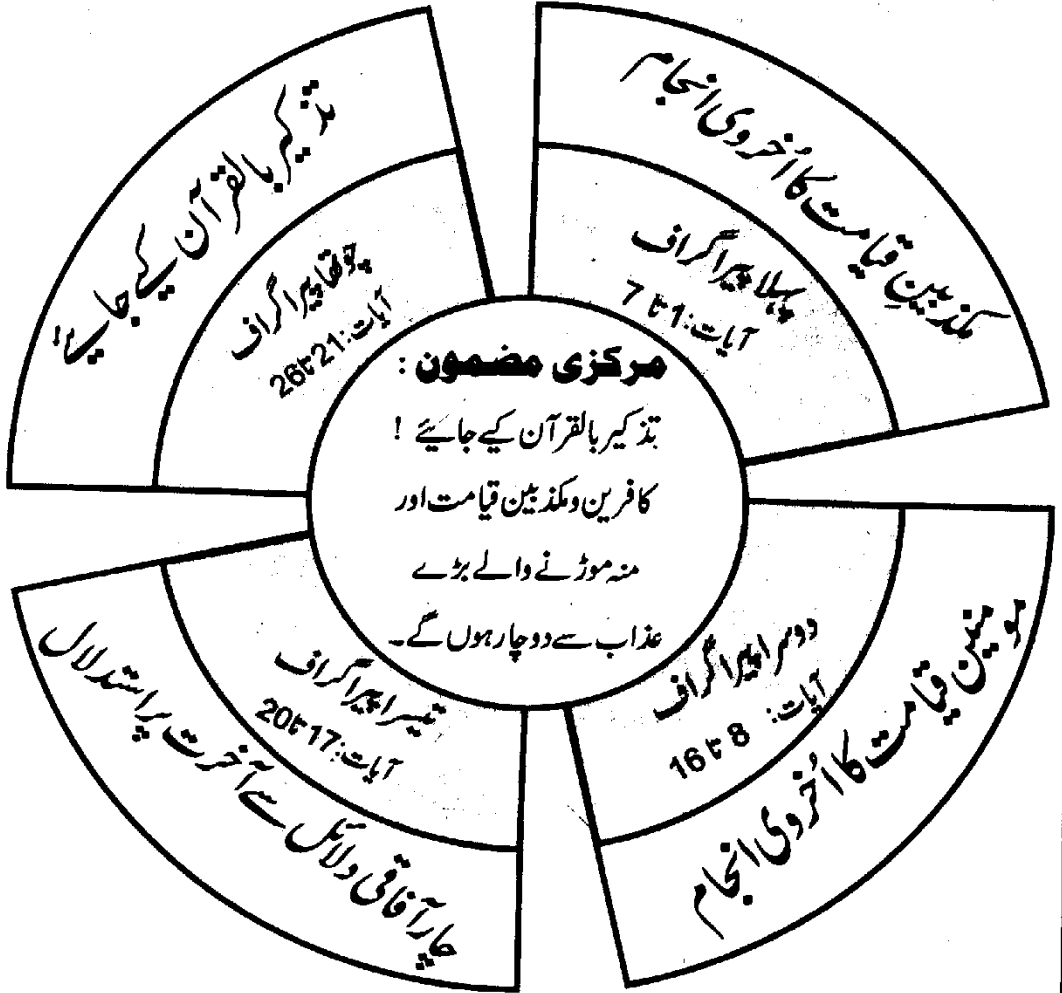 مکذبینِ قیامت کا اُخروی انجام
پہلا پیراگراف
آیات: 1 تا 7
مومنینِ قیامت کا اُخروی انجام
دوسرا پیراگراف
آیات: 8 تا 16
چار آفاقی دلائل سے آخرت پر استدلال
تیسرا پیراگراف
آیات: 17 تا 20
تذکیر بالقرآن کیے جایئے
چوتھا پیراگراف
آیات: 21 تا 26
مرکزی مضمون :
تذکیر بالقرآن کیے جایئے !
کافرین و مکذبین قیامت اور
منہ موڑنے والے بڑے
عذاب سے دوچار ہوں گے۔